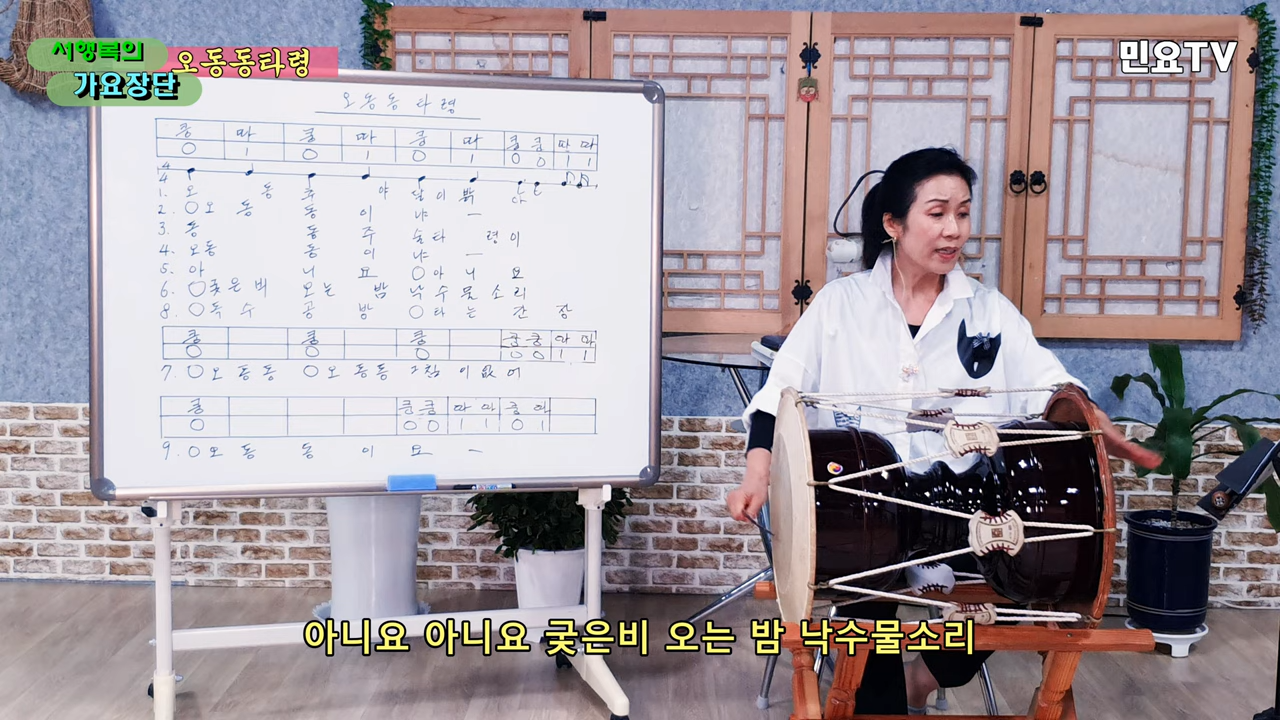 서행복의
가요장단
오동동타령
민요TV
오동동타령
쿵 따 쿵 따 쿵 따 쿵쿵 따따
○ | ○ | ○ | ○○ ||
4/4
1. 오 동 추 야 달이밝
2. ○오동 동 이 냐 –
3. 동 동 주 술타 령이
4. 오동 동 이 냐 –
5. 아 니 요 ○아니 요
6. ○궂은비 오는 밤 낙수물소리
8. ○독수 공 방 ○타는 간 장
쿵 쿵 쿵 쿵쿵 따따
○ ○ ○ ○○ ||
7. ○오동동 ○오동동 그침이없어
쿵 쿵쿵 따따 쿵
○ ○○ || ○|
9. ○오동 동 이 요 –
아니요 아니요 궂은비 오는 밤 낙수물소리